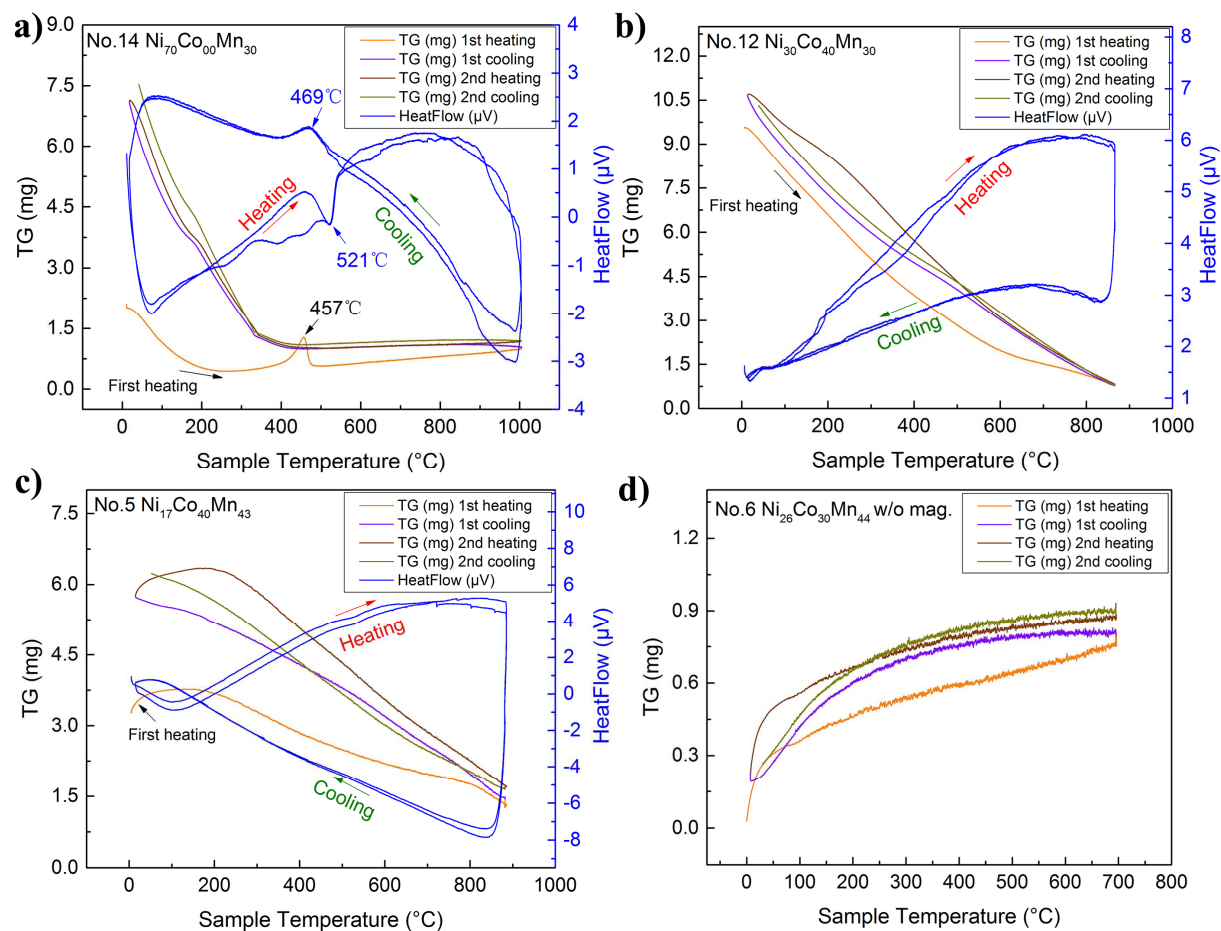 a)
No.14 Ni70Co00Mn30
TG (mg) 1st heating
TG (mg) 1st cooling
TG (mg) 2nd heating
TG (mg) 2nd cooling
HeatFlow (µV)
469℃
Heating
Cooling
521℃
457℃
First heating
9.0
7.5
6.0
4.5
3.0
1.5
0.0
TG (mg)
4
3
2
1
0
-1
-2
-3
-4
HeatFlow (µV)
0 200 400 600 800 1000
Sample Temperature (°C)
b)
No.12 Ni30Co40Mn30
TG (mg) 1st heating
TG (mg) 1st cooling
TG (mg) 2nd heating
TG (mg) 2nd cooling
HeatFlow (µV)
First heating
Heating
Cooling
12.0
10.5
9.0
7.5
6.0
4.5
3.0
1.5
0.0
TG (mg)
8
7
6
5
4
3
2
1
HeatFlow (µV)
0 200 400 600 800 1000
Sample Temperature (°C)
c)
No.5 Ni17Co40Mn43
TG (mg) 1st heating
TG (mg) 1st cooling
TG (mg) 2nd heating
TG (mg) 2nd cooling
HeatFlow (µV)
Heating
First heating
Cooling
7.5
6.0
4.5
3.0
1.5
0.0
TG (mg)
10
8
6
4
2
0
-2
-4
-6
-8
HeatFlow (µV)
0 200 400 600 800 1000
Sample Temperature (°C)
d)
No.6 Ni26Co30Mn44 w/o mag.
TG (mg) 1st heating
TG (mg) 1st cooling
TG (mg) 2nd heating
TG (mg) 2nd cooling
1.2
0.9
0.6
0.3
0.0
TG (mg)
0 100 200 300 400 500 600 700 800
Sample Temperature (°C)